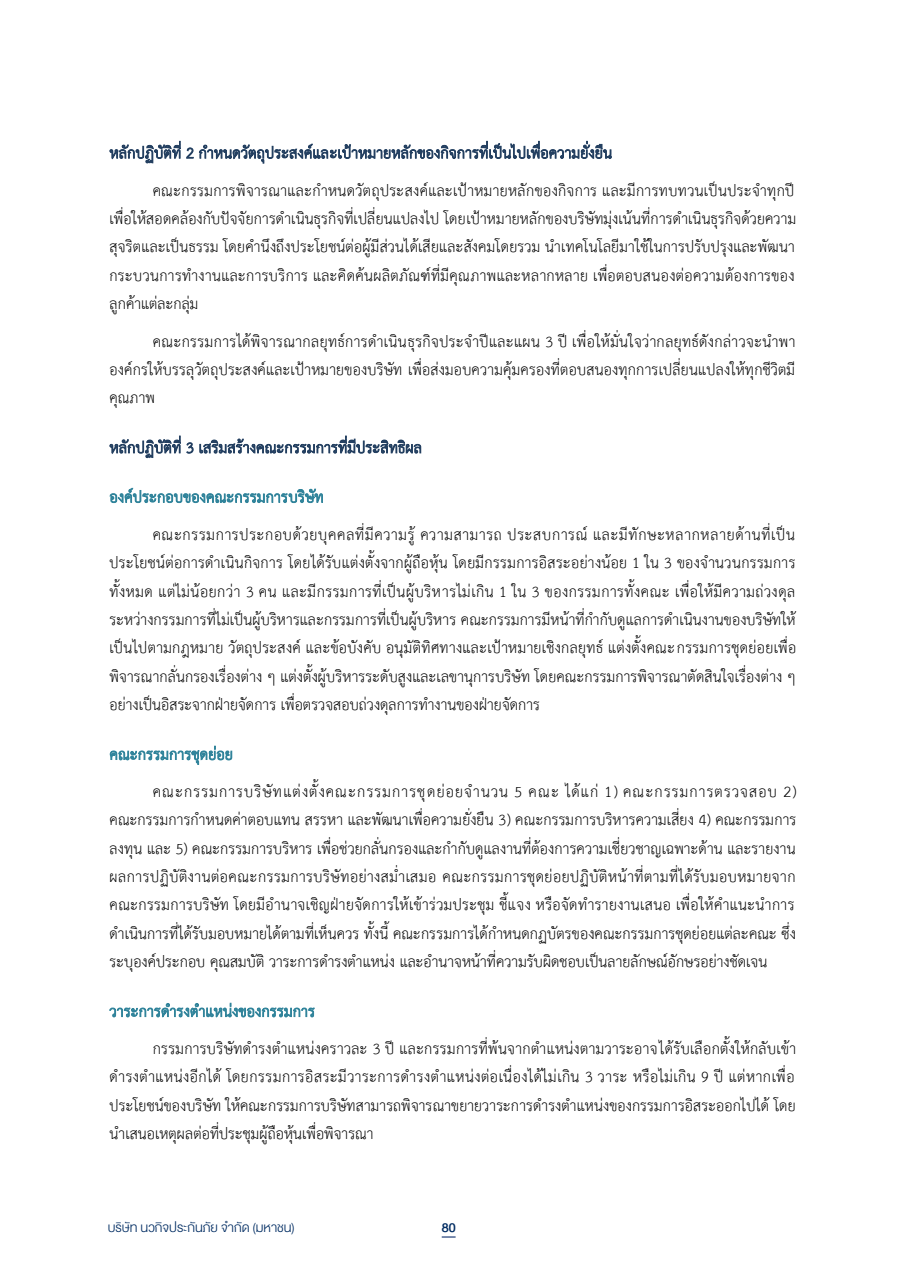 หลักปฏิบัติที่ 2 กำหนดวัตถุประสงค์และเป้าหมายหลักของกิจการที่เป็นไปเพื่อความยั่งยืน
คณะกรรมการพิจารณาและกำหนดวัตถุประสงค์และเป้าหมายหลักของกิจการ และมีการทบทวนเป็นประจำทุกปี
เพื่อให้สอดคล้องกับปัจจัยการดำเนินธุรกิจที่เปลี่ยนแปลงไป โดยเป้าหมายหลักของบริษัทมุ่งเน้นที่การดำเนินธุรกิจด้วยความ
สุจริตและเป็นธรรม โดยคำนึงถึงประโยชน์ต่อผู้มีส่วนได้เสียและสังคมโดยรวม นำเทคโนโลยีมาใช้ในการปรับปรุงและพัฒนา
กระบวนการทำงานและการบริการ และคิดค้นผลิตภัณฑ์ที่มีคุณภาพและหลากหลาย เพื่อตอบสนองต่อความต้องการของ
ลูกค้าแต่ละกลุ่ม
คณะกรรมการได้พิจารณากลยุทธ์การดำเนินธุรกิจประจำปีและแผน 3 ปี เพื่อให้มั่นใจว่ากลยุทธ์ดังกล่าวจะนำพา
องค์กรให้บรรลุวัตถุประสงค์และเป้าหมายของบริษัท เพื่อส่งมอบความคุ้มครองที่ตอบสนองทุกการเปลี่ยนแปลงให้ทุกชีวิตมี
คุณภาพ
หลักปฏิบัติที่ 3 เสริมสร้างคณะกรรมการที่มีประสิทธิผล
องค์ประกอบของคณะกรรมการบริษัท
คณะกรรมการประกอบด้วยบุคคลที่มีความรู้ ความสามารถ ประสบการณ์ และมีทักษะหลากหลายด้านที่เป็น
ประโยชน์ต่อการดำเนินกิจการ โดยได้รับแต่งตั้งจากผู้ถือหุ้น โดยมีกรรมการอิสระอย่างน้อย 1 ใน 3 ของจำนวนกรรมการ
ทั้งหมด แต่ไม่น้อยกว่า 3 คน และมีกรรมการที่เป็นผู้บริหารไม่เกิน 1 ใน 3 ของกรรมการทั้งคณะ เพื่อให้มีความถ่วงดุล
ระหว่างกรรมการที่ไม่เป็นผู้บริหารและกรรมการที่เป็นผู้บริหาร คณะกรรมการมีหน้าที่กำกับดูแลการดำเนินงานของบริษัทให้
เป็นไปตามกฎหมาย วัตถุประสงค์ และข้อบังคับ อนุมัติทิศทางและเป้าหมายเชิงกลยุทธ์ แต่งตั้งคณะกรรมการชุดย่อยเพื่อ
พิจารณากลั่นกรองเรื่องต่าง ๆ แต่งตั้งผู้บริหารระดับสูงและเลขานุการบริษัท โดยคณะกรรมการพิจารณาตัดสินใจเรื่องต่าง ๆ
อย่างเป็นอิสระจากฝ่ายจัดการ เพื่อตรวจสอบถ่วงดุลการทำงานของฝ่ายจัดการ
คณะกรรมการชุดย่อย
คณะกรรมการบริษัทแต่งตั้งคณะกรรมการชุดย่อยจำนวน 5 คณะ ได้แก่ 1) คณะกรรมการตรวจสอบ 2)
คณะกรรมการกำหนดค่าตอบแทน สรรหา และพัฒนาเพื่อความยั่งยืน 3) คณะกรรมการบริหารความเสี่ยง 4) คณะกรรมการ
ลงทุน และ 5) คณะกรรมการบริหาร เพื่อช่วยกลั่นกรองและกำกับดูแลงานที่ต้องการความเชี่ยวชาญเฉพาะด้าน และรายงาน
ผลการปฏิบัติงานต่อคณะกรรมการบริษัทอย่างสม่ำเสมอ คณะกรรมการชุดย่อยปฏิบัติหน้าที่ตามที่ได้รับมอบหมายจาก
คณะกรรมการบริษัท โดยมีอำนาจเชิญฝ่ายจัดการให้เข้าร่วมประชุม ชี้แจง หรือจัดทำรายงานเสนอ เพื่อให้คำแนะนำการ
ดำเนินการที่ได้รับมอบหมายได้ตามที่เห็นควร ทั้งนี้ คณะกรรมการได้กำหนดกฎบัตรของคณะกรรมการชุดย่อยแต่ละคณะ ซึ่ง
ระบุองค์ประกอบ คุณสมบัติ วาระการดำรงตำแหน่ง และอำนาจหน้าที่ความรับผิดชอบเป็นลายลักษณ์อักษรอย่างชัดเจน
วาระการดำรงตำแหน่งของกรรมการ
กรรมการบริษัทดำรงตำแหน่งคราวละ 3 ปี และกรรมการที่พ้นจากตำแหน่งตามวาระอาจได้รับเลือกตั้งให้กลับเข้า
ดำรงตำแหน่งอีกได้ โดยกรรมการอิสระมีวาระการดำรงตำแหน่งต่อเนื่องได้ไม่เกิน 3 วาระ หรือไม่เกิน 9 ปี แต่หากเพื่อ
ประโยชน์ของบริษัท ให้คณะกรรมการบริษัทสามารถพิจารณาขยายวาระการดำรงตำแหน่งของกรรมการอิสระออกไปได้ โดย
นำเสนอเหตุผลต่อที่ประชุมผู้ถือหุ้นเพื่อพิจารณา
บริษัท นวกิจประกันภัย จำกัด (มหาชน)
80